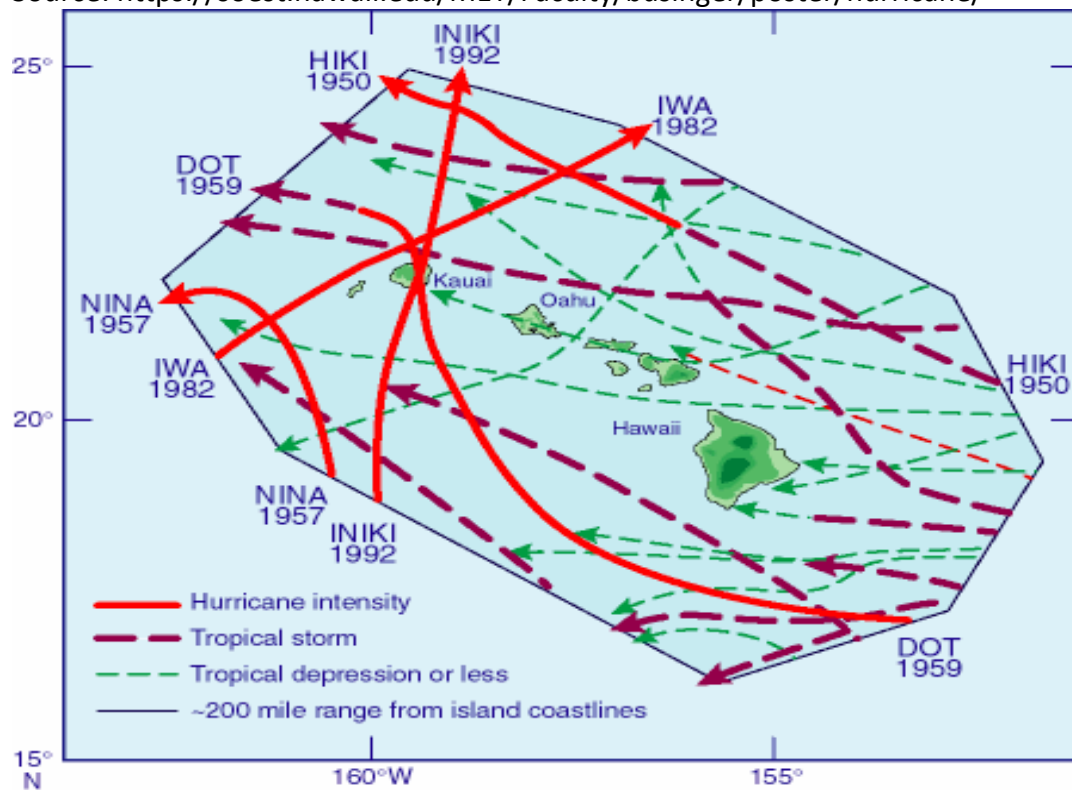 INIKI
1992
HIKI
1950
25°
IWA
1982
DOT
1959
Kauai
Oahu
NINA
1957
IWA
1982
HIKI
1950
20°
Hawaii
NINA
1957
INIKI
1992
Hurricane intensity
Tropical storm
Tropical depression or less
~200 mile range from island coastlines
DOT
1959
15°
N
160°W
155°